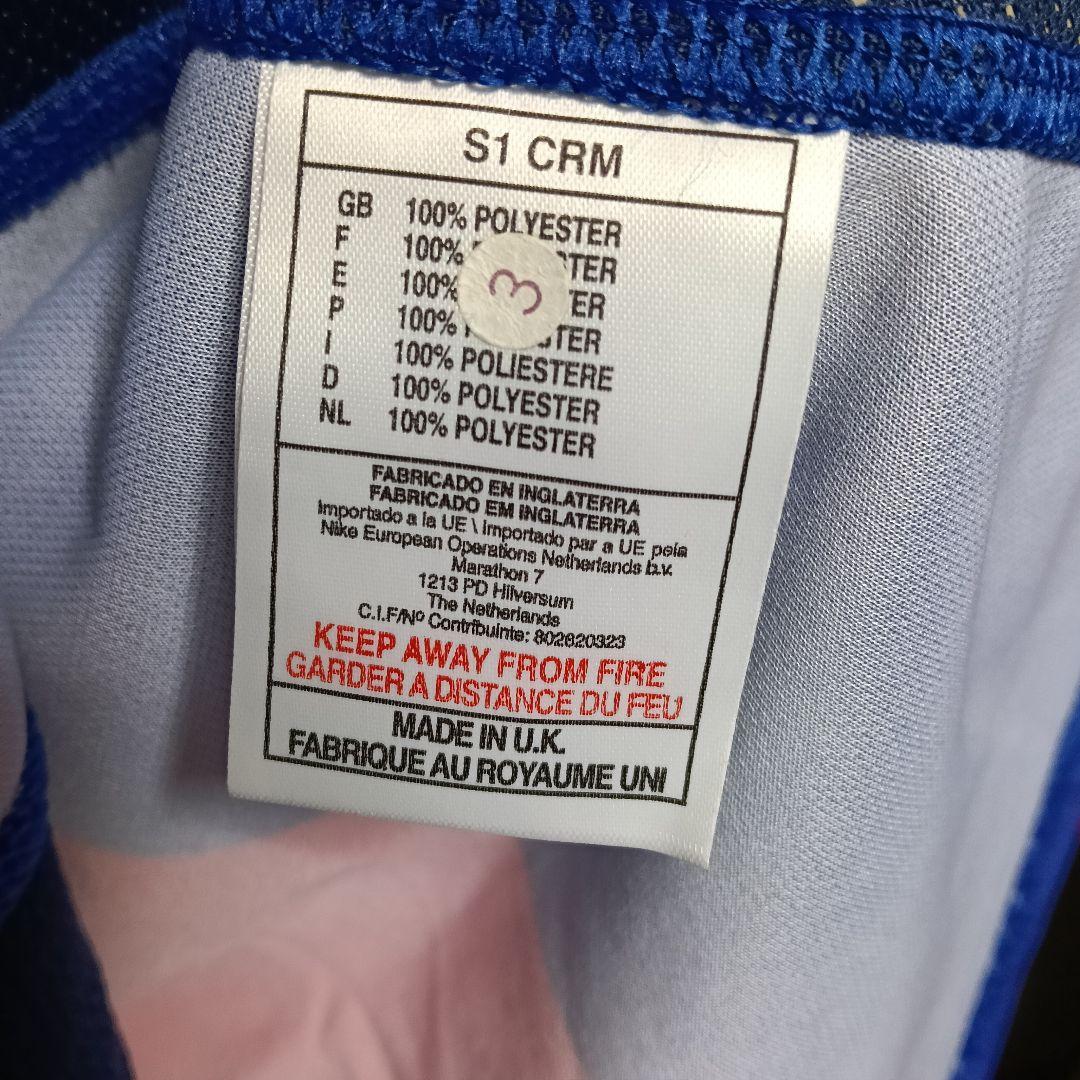 S1 CRM
GB 100% POLYESTER
F 100%
E 100%
P 100%
I 100% POLIESTERE
D 100% POLYESTER
NL 100% POLYESTER
3
FABRICADO EN INGLATERRA
FABRICADO EM INGLATERRA
Importado a la UE \ Importado par a UE pela
Nike European Operations Netherlands b.v.
Marathon 7
1213 PD Hilversum
The Netherlands
C.I.F/Nº Contribuinte: 802620323
KEEP AWAY FROM FIRE
GARDER A DISTANCE DU FEU
MADE IN U.K.
FABRIQUE AU ROYAUME UNI